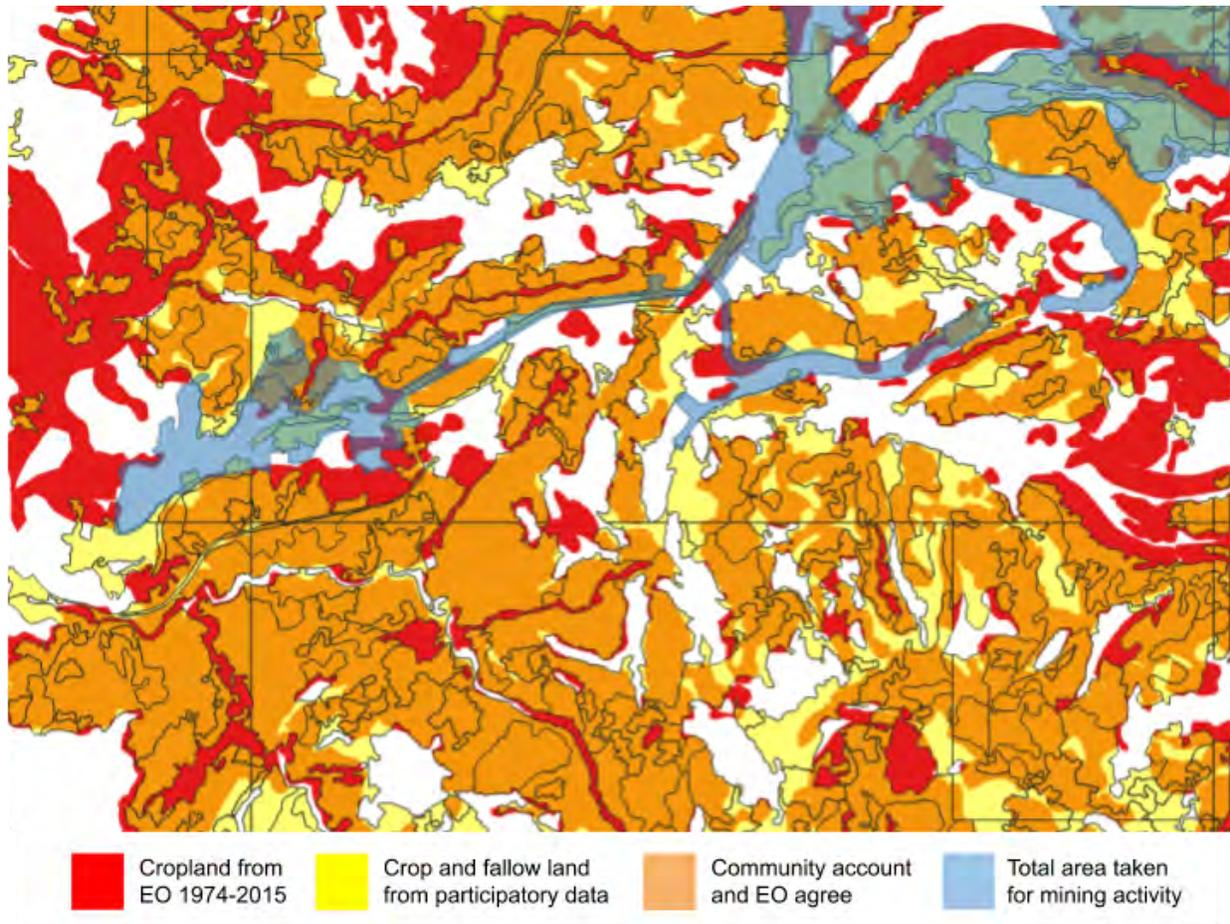 Cropland from
EO 1974-2015
Crop and fallow land
from participatory data
Community account
and EO agree
Total area taken
for mining activity